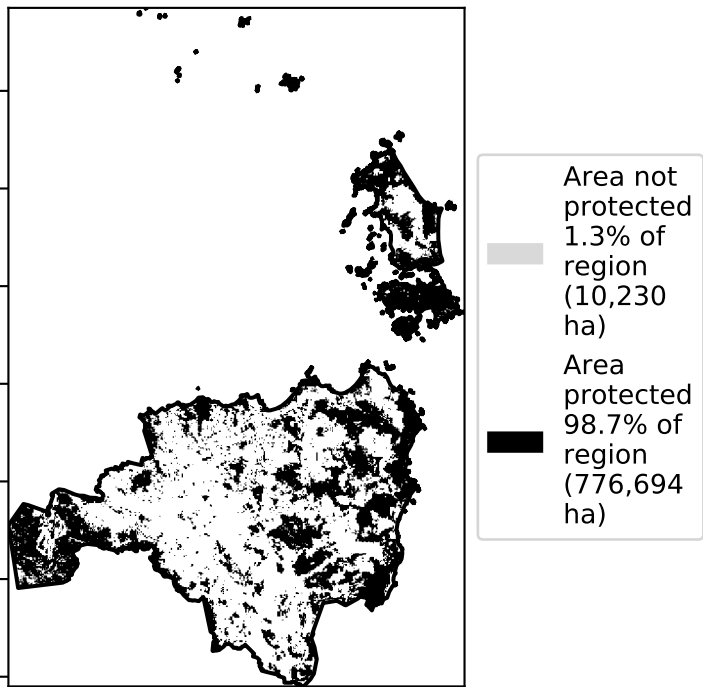 Area not
protected
1.3% of
region
(10,230
ha)
Area
protected
98.7% of
region
(776,694
ha)